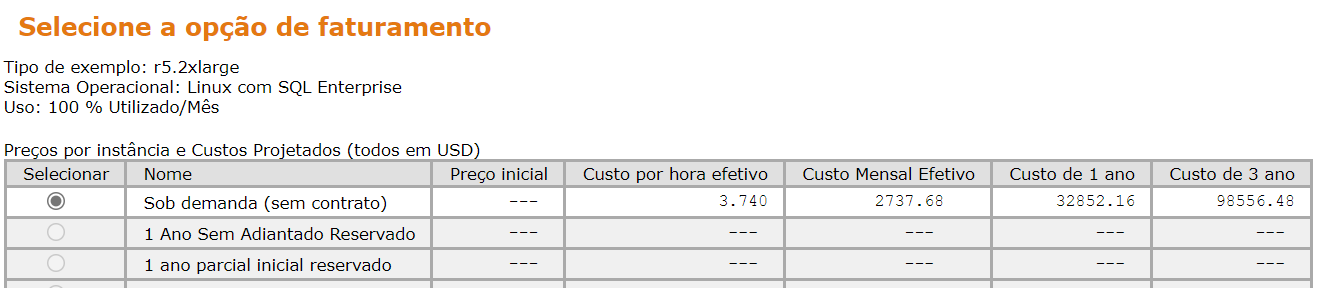 Selecione a opção de faturamento
Tipo de exemplo: r5.2xlarge
Sistema Operacional: Linux com SQL Enterprise
Uso: 100 % Utilizado/Mês
Preços por instância e Custos Projetados (todos em USD)
Selecionar Nome Preço inicial Custo por hora efetivo Custo Mensal Efetivo Custo de 1 ano Custo de 3 ano
Sob demanda (sem contrato) --- 3.740 2737.68 32852.16 98556.48
1 Ano Sem Adiantado Reservado --- --- --- --- ---
1 ano parcial inicial reservado --- --- --- --- ---